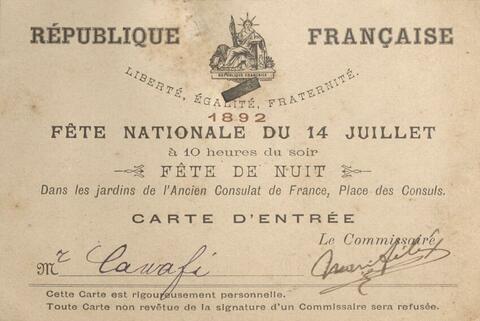 RÉPUBLIQUE FRANÇAISE
RÉPUBLIQUE FRANÇAISE
LIBERTÉ, ÉGALITÉ, FRATERNITÉ.
1892
FÊTE NATIONALE DU 14 JUILLET
à 10 heures du soir
FÊTE DE NUIT
Dans les jardins de l'Ancien Consulat de France, Place des Consuls.
CARTE D'ENTRÉE
Le Commissaire
Mr Cavafi
Cette Carte est rigoureusement personnelle.
Toute Carte non revêtue de la signature d'un Commissaire sera refusée.